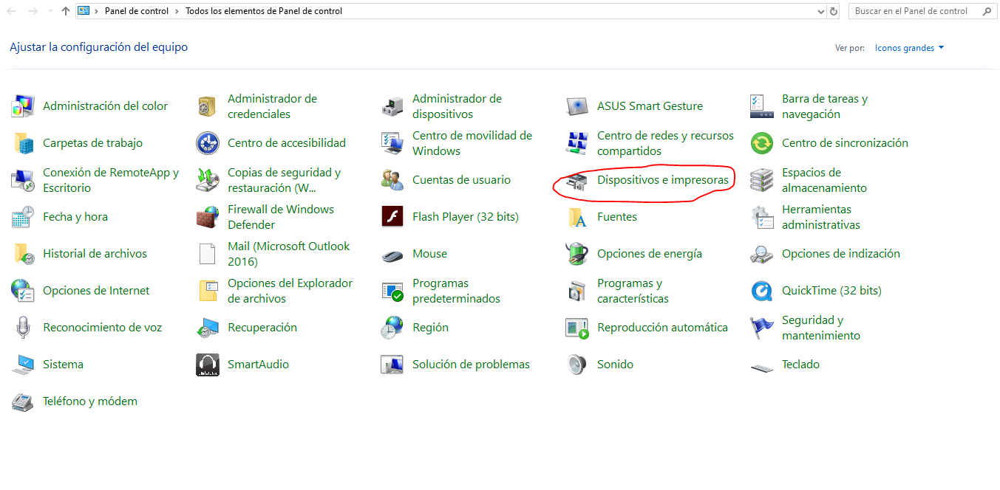 Panel de control > Todos los elementos de Panel de control
Buscar en el Panel de control
Ajustar la configuración del equipo
Ver por: Iconos grandes
Administración del color
Administrador de
credenciales
Administrador de
dispositivos
ASUS Smart Gesture
Barra de tareas y
navegación
Carpetas de trabajo
Centro de accesibilidad
Centro de movilidad de
Windows
Centro de redes y recursos
compartidos
Centro de sincronización
Conexión de RemoteApp y
Escritorio
Copias de seguridad y
restauración (W...
Cuentas de usuario
Dispositivos e impresoras
Espacios de
almacenamiento
Fecha y hora
Firewall de Windows
Defender
Flash Player (32 bits)
Fuentes
Herramientas
administrativas
Historial de archivos
Mail (Microsoft Outlook
2016)
Mouse
Opciones de energía
Opciones de indización
Opciones de Internet
Opciones del Explorador
de archivos
Programas
predeterminados
Programas y
características
QuickTime (32 bits)
Reconocimiento de voz
Recuperación
Región
Reproducción automática
Seguridad y
mantenimiento
Sistema
SmartAudio
Solución de problemas
Sonido
Teclado
Teléfono y módem